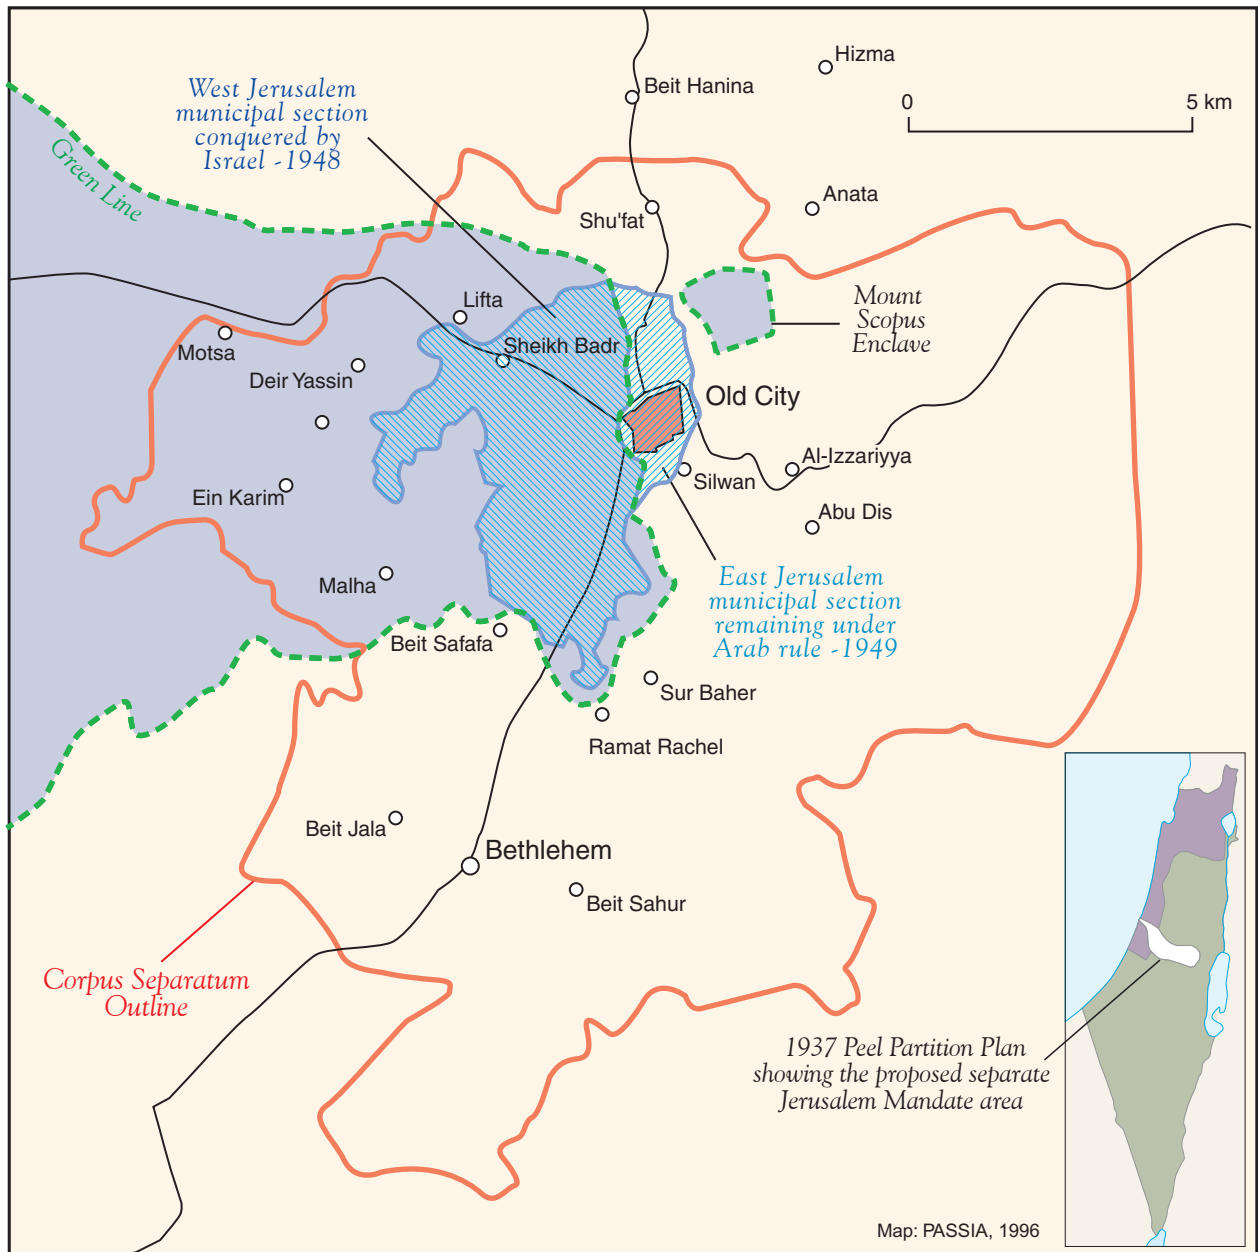 Hizma
Beit Hanina
0 5 km
West Jerusalem
municipal section
conquered by
Israel -1948
Green Line
Anata
Shu'fat
Lifta
Mount
Scopus
Enclave
Motsa
Sheikh Badr
Deir Yassin
Old City
Al-Izzariyya
Silwan
Ein Karim
Abu Dis
Malha
East Jerusalem
municipal section
remaining under
Arab rule -1949
Beit Safafa
Sur Baher
Ramat Rachel
Beit Jala
Bethlehem
Beit Sahur
Corpus Separatum
Outline
1937 Peel Partition Plan
showing the proposed separate
Jerusalem Mandate area
Map: PASSIA, 1996